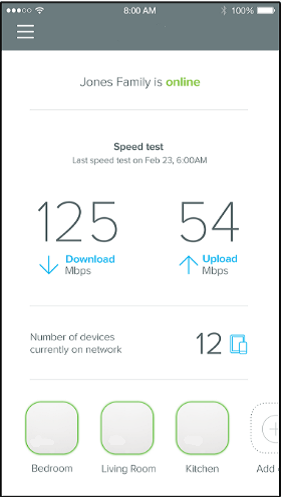 8:00 AM 100%
Jones Family is online
Speed test
Last speed test on Feb 23, 6:00AM
125 54
Download Upload
Mbps Mbps
Number of devices
currently on network 12
Bedroom Living Room Kitchen Add